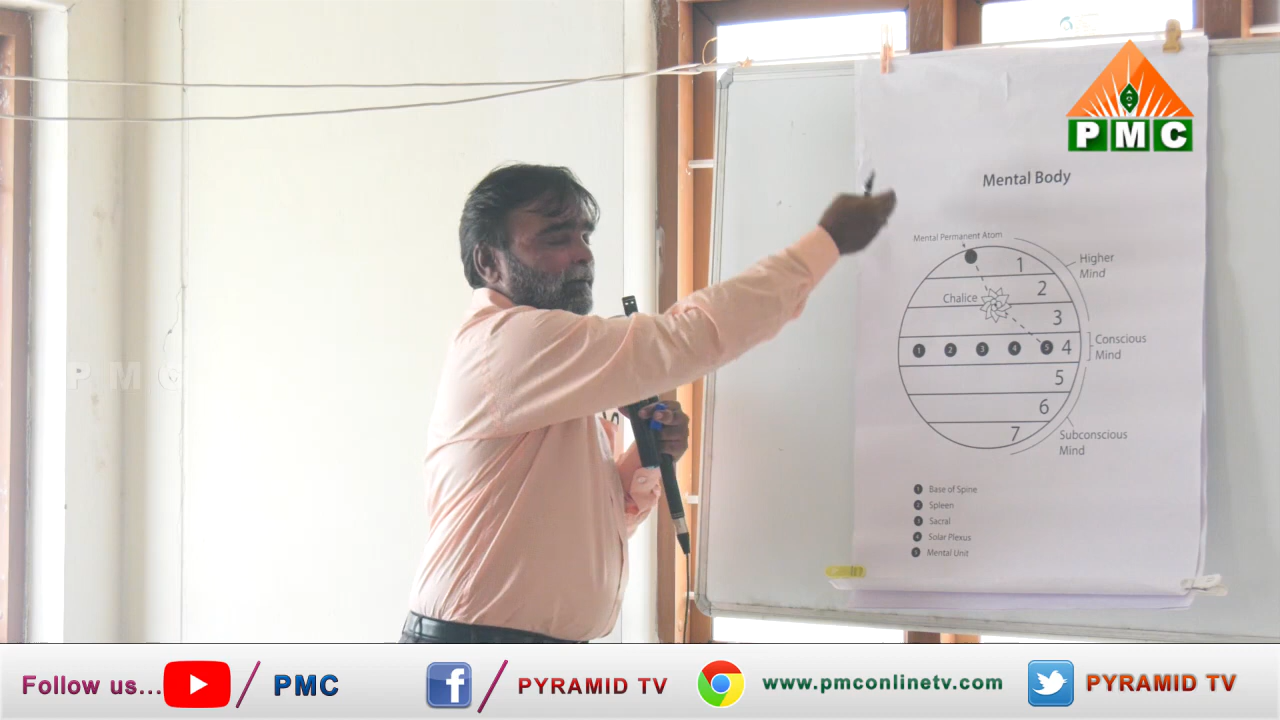 PMC
Mental Body
Mental Permanent Atom
1
Higher
Mind
2
Chalice
3
1 2 3 4 5 4
Conscious
Mind
5
6
7
Subconscious
Mind
1 Base of Spine
2 Spleen
3 Sacral
4 Solar Plexus
Mental Unit
PMC
Follow us... PMC
PYRAMID TV
www.pmconlinetv.com
PYRAMID TV